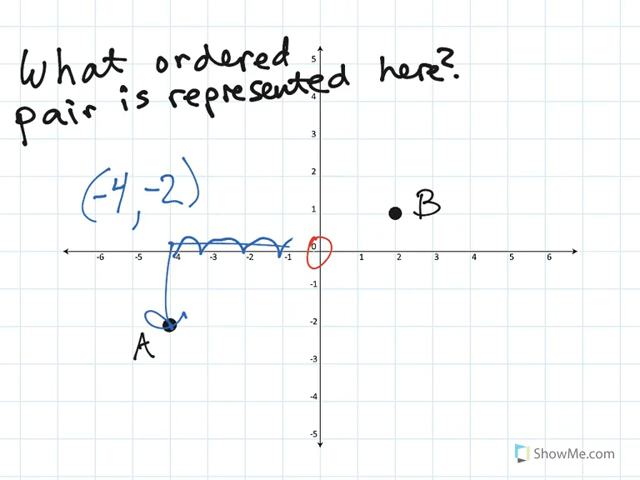 What ordered
pair is represented here?
(-4, -2)
5
4
3
2
1
0
-6 -5 -4 -3 -2 -1 1 2 3 4 5 6
-1
-2
-3
-4
-5
B
A
ShowMe.com